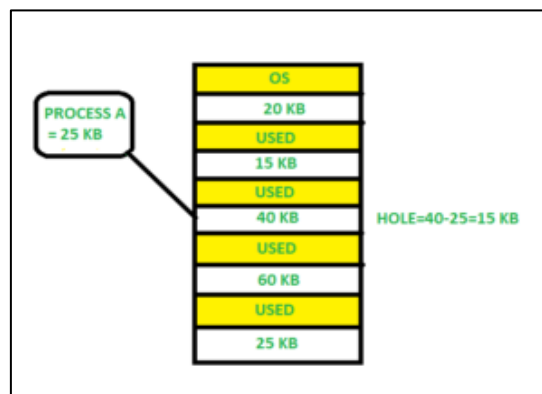 OS
20 KB
PROCESS A
= 25 KB
USED
15 KB
USED
40 KB
HOLE=40-25=15 KB
USED
60 KB
USED
25 KB